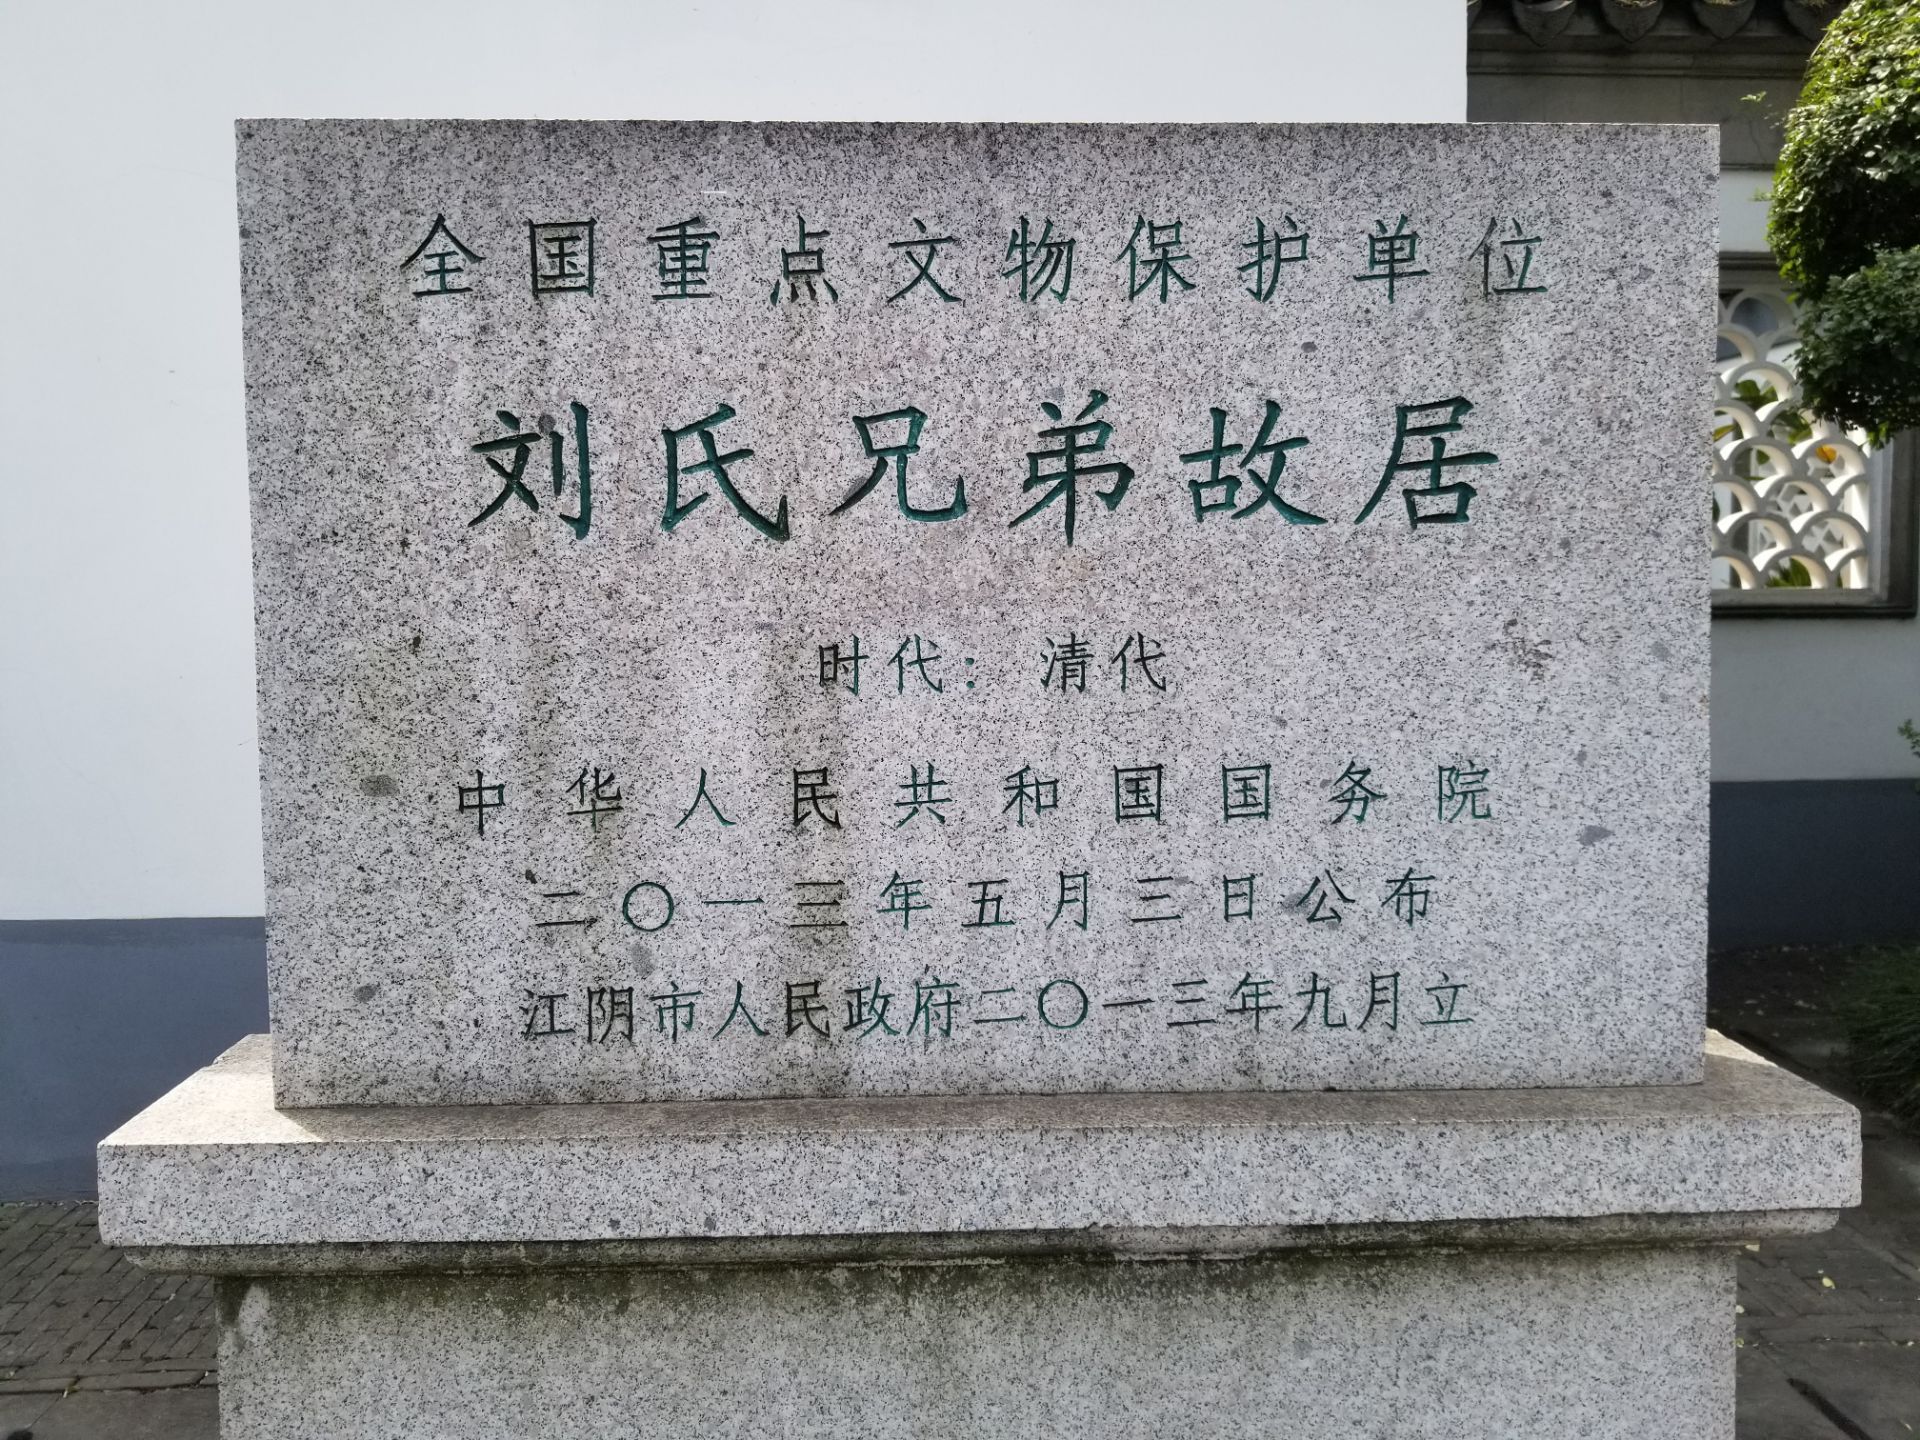 全国重点文物保护单位
刘氏兄弟故居
时代：清代
中华人民共和国国务院
二〇一三年五月三日公布
江阴市人民政府二〇一三年九月立